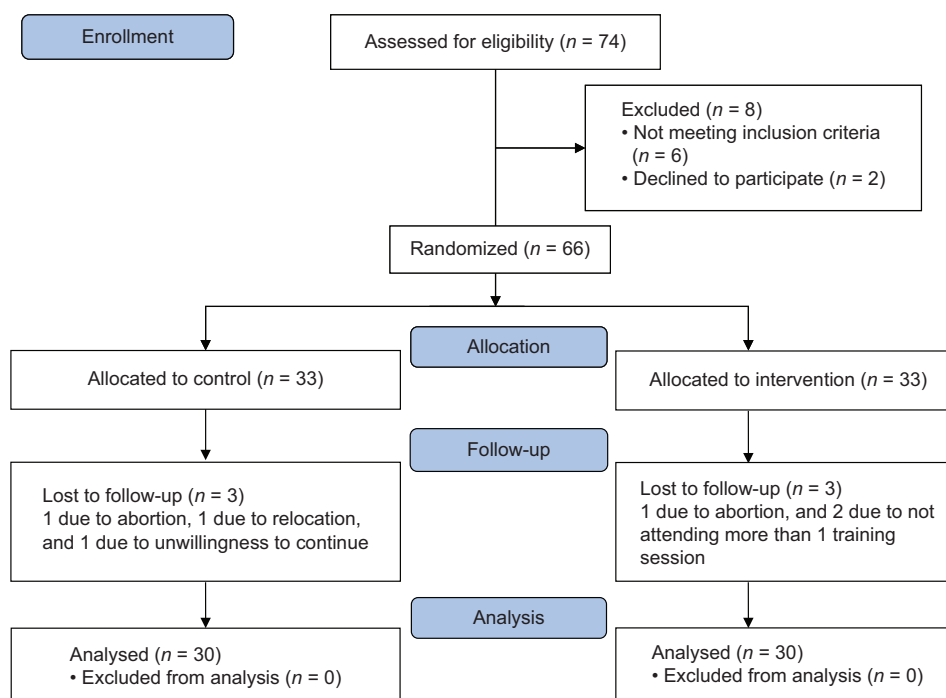 Enrollment
Assessed for eligibility (n = 74)
Excluded (n = 8)
• Not meeting inclusion criteria
(n = 6)
• Declined to participate (n = 2)
Randomized (n = 66)
Allocation
Allocated to control (n = 33)
Allocated to intervention (n = 33)
Follow-up
Lost to follow-up (n = 3)
1 due to abortion, 1 due to relocation,
and 1 due to unwillingness to continue
Lost to follow-up (n = 3)
1 due to abortion, and 2 due to not
attending more than 1 training
session
Analysis
Analysed (n = 30)
• Excluded from analysis (n = 0)
Analysed (n = 30)
• Excluded from analysis (n = 0)